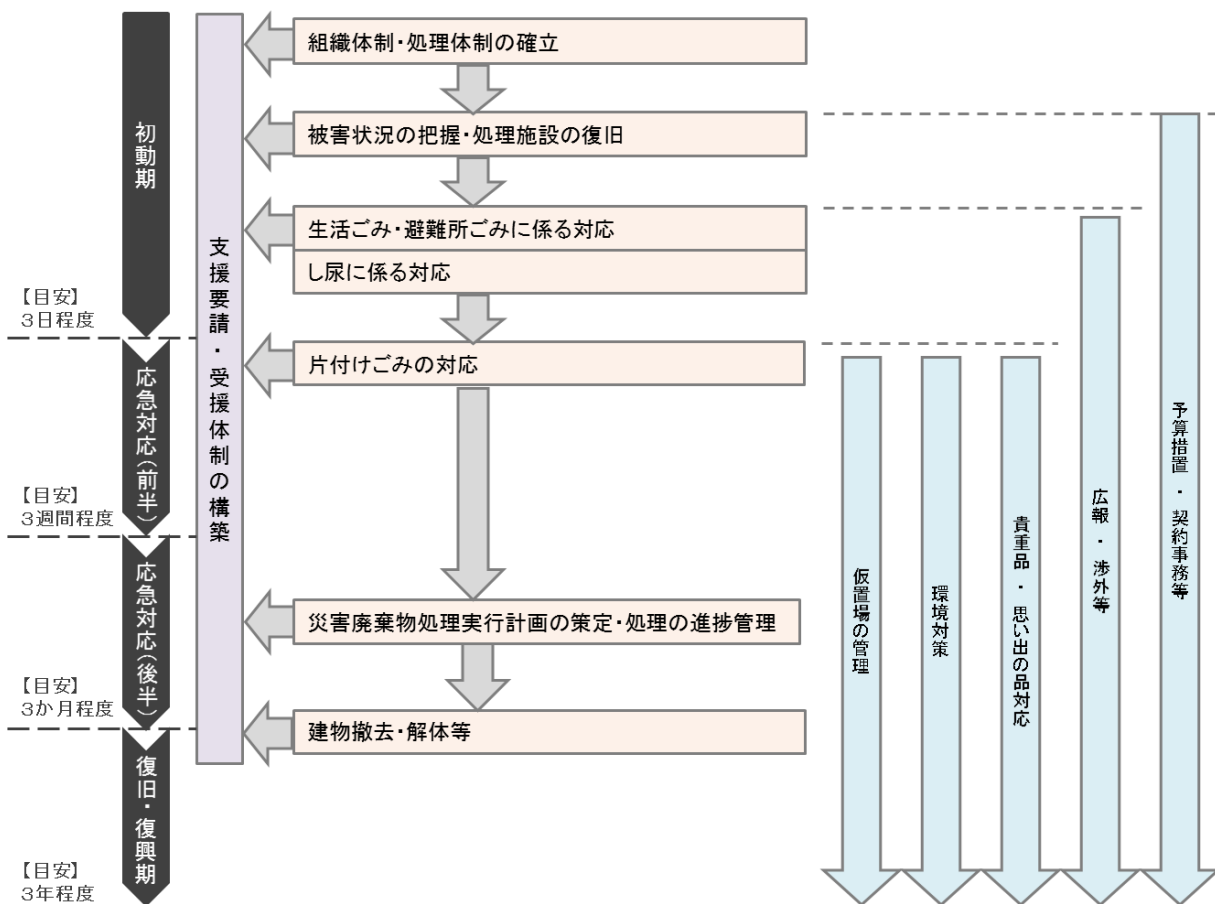 初動期
【目安】
３日程度
応急対応(前半)
【目安】
３週間程度
応急対応(後半)
【目安】
３か月程度
復旧・復興期
【目安】
３年程度
支援要請・受援体制の構築
組織体制・処理体制の確立
被害状況の把握・処理施設の復旧
生活ごみ・避難所ごみに係る対応
し尿に係る対応
片付けごみの対応
災害廃棄物処理実行計画の策定・処理の進捗管理
建物撤去・解体等
仮置場の管理
環境対策
貴重品・思い出の品対応
広報・渉外等
予算措置・契約事務等